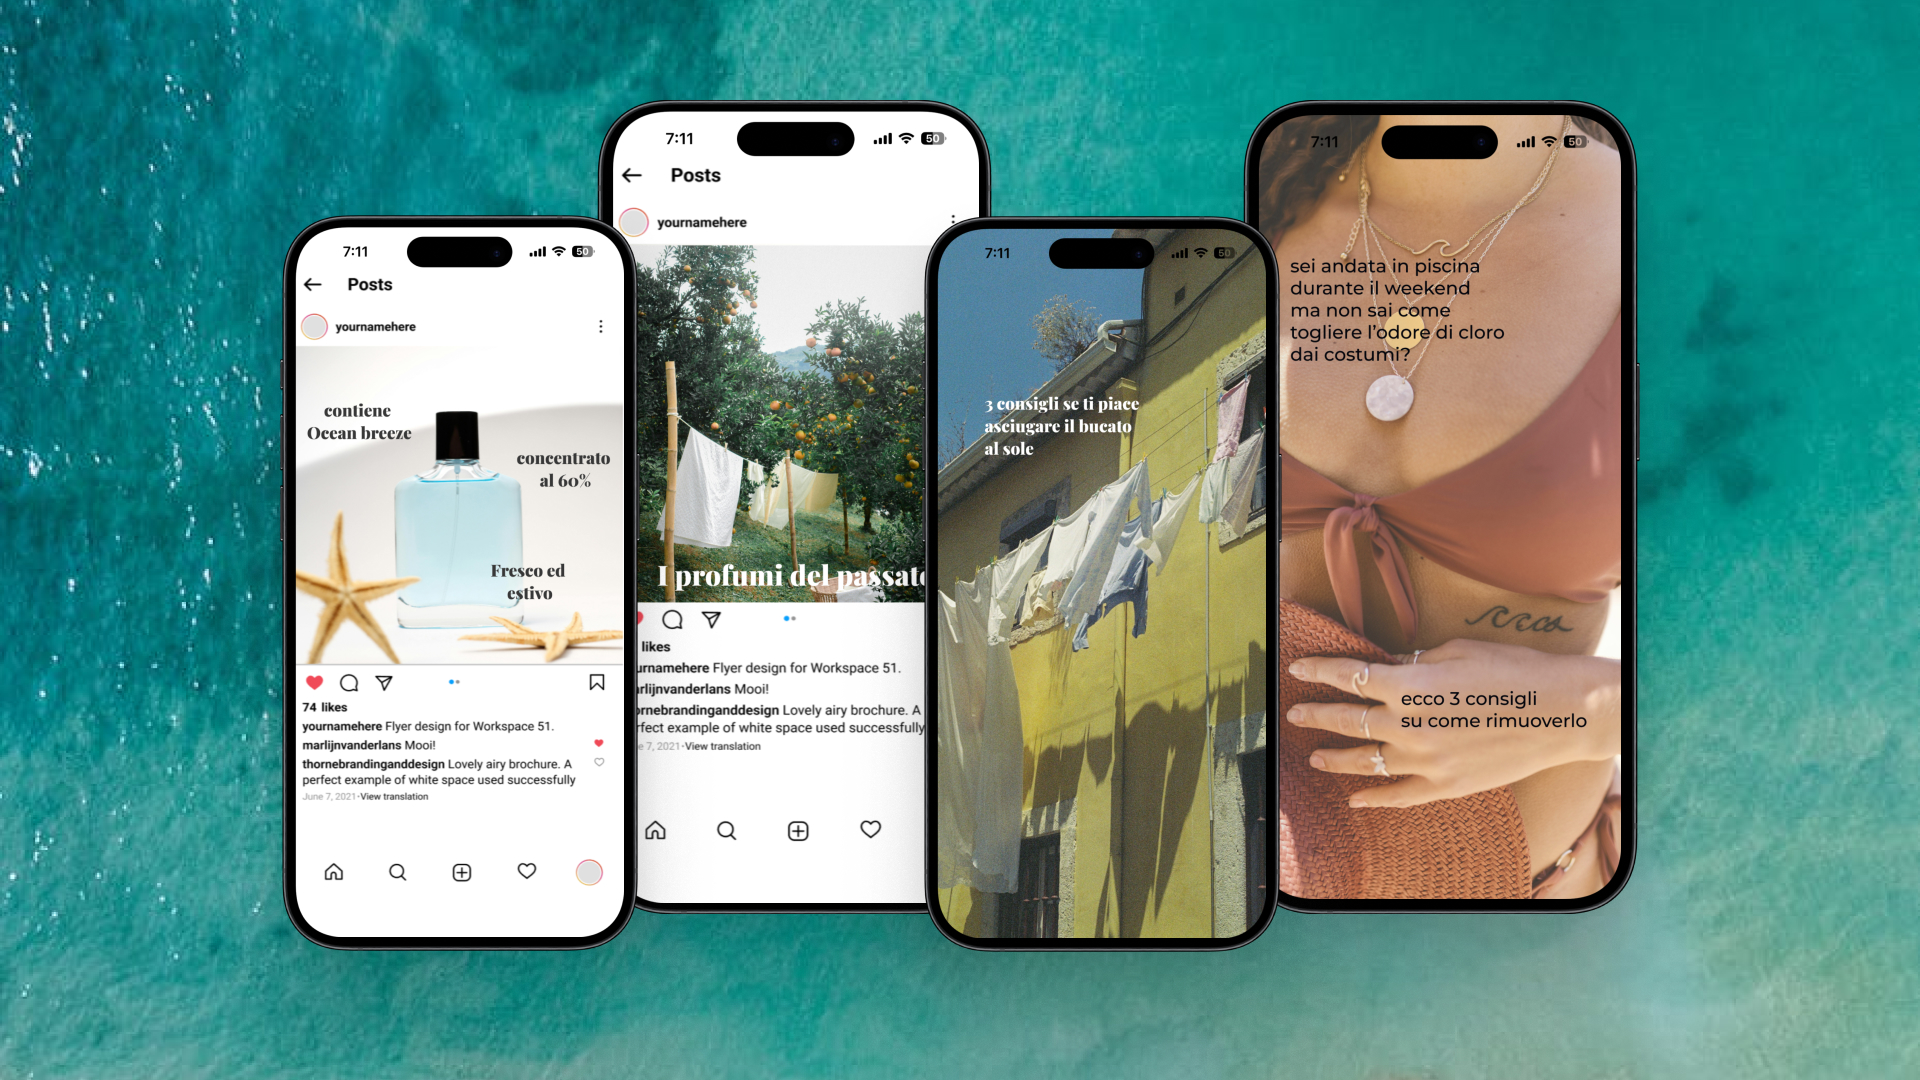 7:11
50
Posts
yournamehere
contiene
Ocean breeze
concentrato
al 60%
Fresco ed
estivo
74 likes
yournamehere Flyer design for Workspace 51.
marlijnvanderlans Mooi!
thornebrandinganddesign Lovely airy brochure. A
perfect example of white space used successfully
June 7, 2021•View translation
7:11
50
Posts
yournamehere
I profumi del passato
likes
urnamehere Flyer design for Workspace 51.
rlijnvanderlans Mooi!
ornebrandinganddesign Lovely airy brochure. A
rfect example of white space used successfully
e 7, 2021•View translation
7:11
50
3 consigli se ti piace
asciugare il bucato
al sole
7:11
50
sei andata in piscina
durante il weekend
ma non sai come
togliere l'odore di cloro
dai costumi?
ecco 3 consigli
su come rimuoverlo